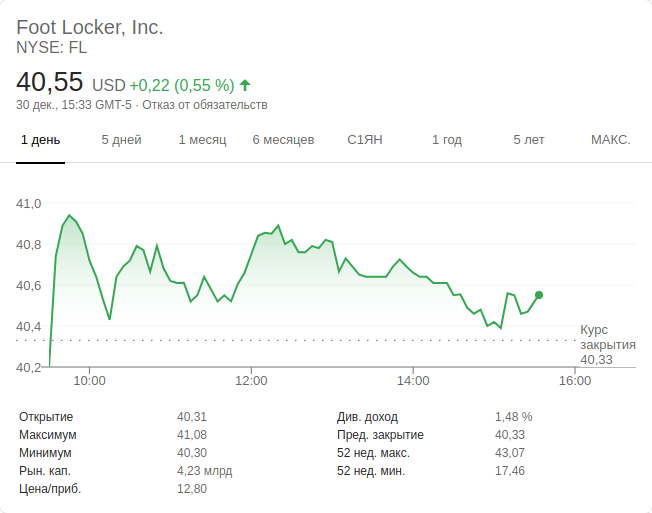 Foot Locker, Inc.
NYSE: FL
40,55 USD +0,22 (0,55 %)
30 дек., 15:33 GMT-5 · Отказ от обязательств
1 день 5 дней 1 месяц 6 месяцев С1ЯН 1 год 5 лет МАКС.
41,0
40,8
40,6
40,4
40,2
Курс
закрытия
40,33
10:00 12:00 14:00 16:00
Открытие 40,31 Див. доход 1,48 %
Максимум 41,08 Пред. закрытие 40,33
Минимум 40,30 52 нед. макс. 43,07
Рын. кап. 4,23 млрд 52 нед. мин. 17,46
Цена/приб. 12,80